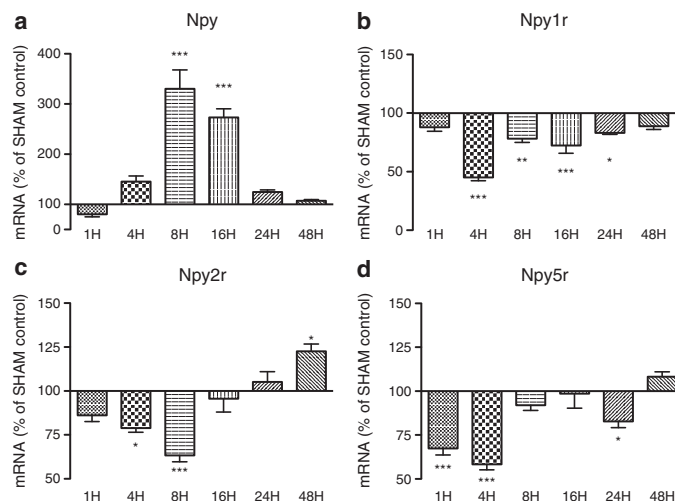 a
Npy
mRNA (% of SHAM control)
400
300
200
100
0
***
***
1H 4H 8H 16H 24H 48H
b
Npy1r
mRNA (% of SHAM control)
150
100
50
0
***
**
***
*
1H 4H 8H 16H 24H 48H
c
Npy2r
mRNA (% of SHAM control)
150
125
100
75
50
*
***
*
1H 4H 8H 16H 24H 48H
d
Npy5r
mRNA (% of SHAM control)
150
125
100
75
50
***
***
*
1H 4H 8H 16H 24H 48H